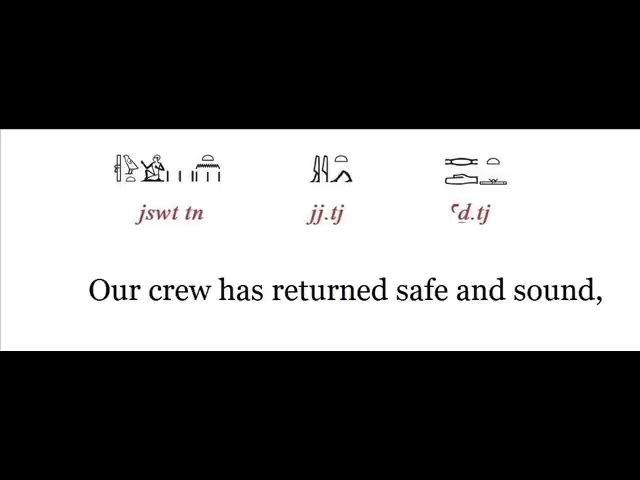 jswt tn jj.tj ꜥḏ.tj
Our crew has returned safe and sound,